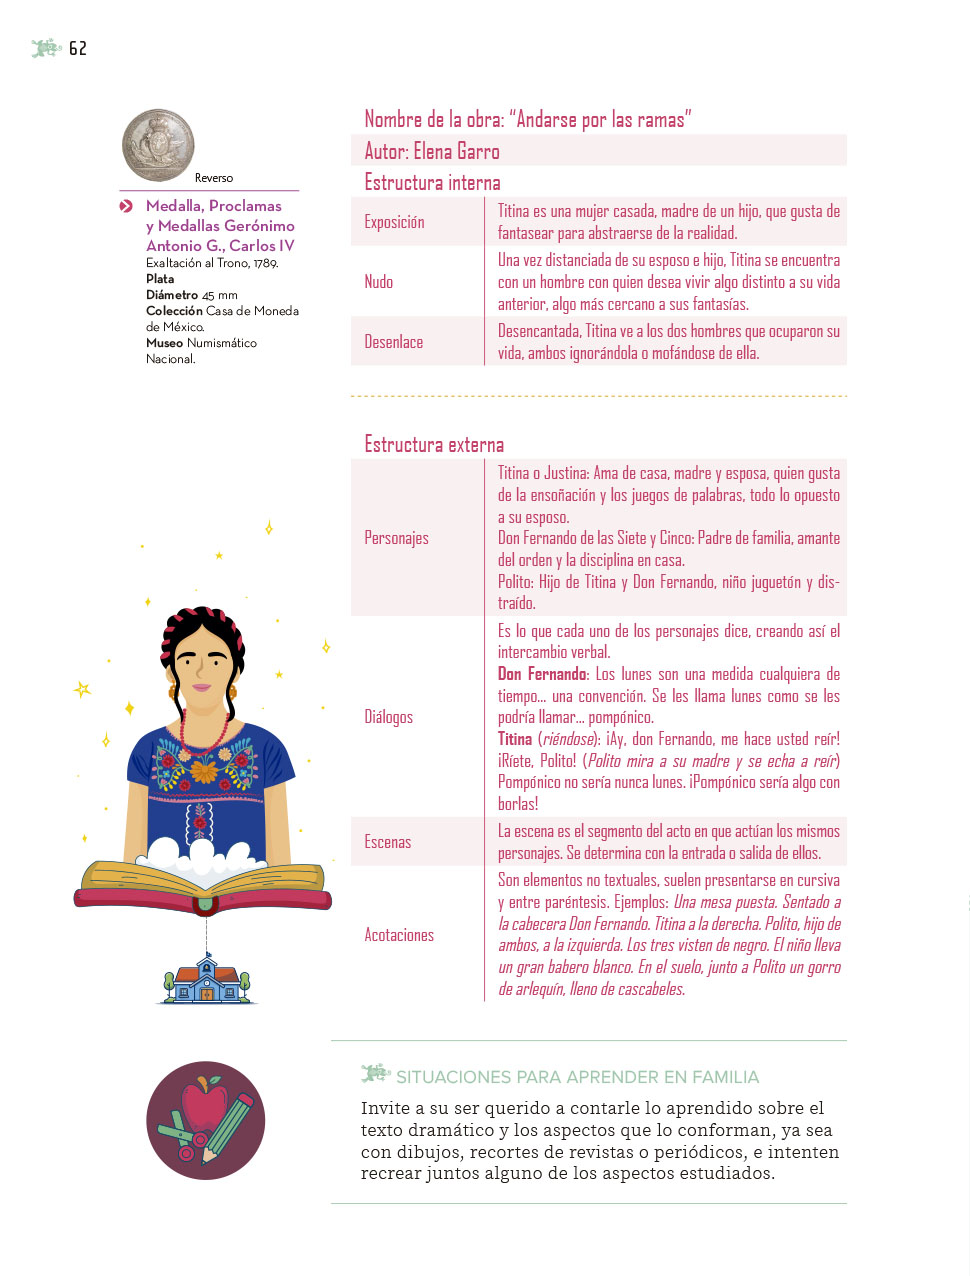 62
Reverso
Medalla, Proclamas
y Medallas Gerónimo
Antonio G., Carlos IV
Exaltación al Trono, 1789.
Plata
Diámetro 45 mm
Colección Casa de Moneda
de México.
Museo Numismático
Nacional.
Nombre de la obra: “Andarse por las ramas”
Autor: Elena Garro
Estructura interna
Exposición
Titina es una mujer casada, madre de un hijo, que gusta de
fantasear para abstraerse de la realidad.
Nudo
Una vez distanciada de su esposo e hijo, Titina se encuentra
con un hombre con quien desea vivir algo distinto a su vida
anterior, algo más cercano a sus fantasías.
Desenlace
Desencantada, Titina ve a los dos hombres que ocuparon su
vida, ambos ignorándola o mofándose de ella.
Estructura externa
Personajes
Titina o Justina: Ama de casa, madre y esposa, quien gusta
de la ensoñación y los juegos de palabras, todo lo opuesto
a su esposo.
Don Fernando de las Siete y Cinco: Padre de familia, amante
del orden y la disciplina en casa.
Polito: Hijo de Titina y Don Fernando, niño juguetón y dis-
traído.
Diálogos
Es lo que cada uno de los personajes dice, creando así el
intercambio verbal.
Don Fernando: Los lunes son una medida cualquiera de
tiempo... una convención. Se les llama lunes como se les
podría llamar... pompónico.
Titina (riéndose): ¡Ay, don Fernando, me hace usted reír!
¡Ríete, Polito! (Polito mira a su madre y se echa a reír)
Pompónico no sería nunca lunes. ¡Pompónico sería algo con
borlas!
Escenas
La escena es el segmento del acto en que actúan los mismos
personajes. Se determina con la entrada o salida de ellos.
Acotaciones
Son elementos no textuales, suelen presentarse en cursiva
y entre paréntesis. Ejemplos: Una mesa puesta. Sentado a
la cabecera Don Fernando. Titina a la derecha. Polito, hijo de
ambos, a la izquierda. Los tres visten de negro. El niño lleva
un gran babero blanco. En el suelo, junto a Polito un gorro
de arlequín, lleno de cascabeles.
SITUACIONES PARA APRENDER EN FAMILIA
Invite a su ser querido a contarle lo aprendido sobre el
texto dramático y los aspectos que lo conforman, ya sea
con dibujos, recortes de revistas o periódicos, e intenten
recrear juntos alguno de los aspectos estudiados.